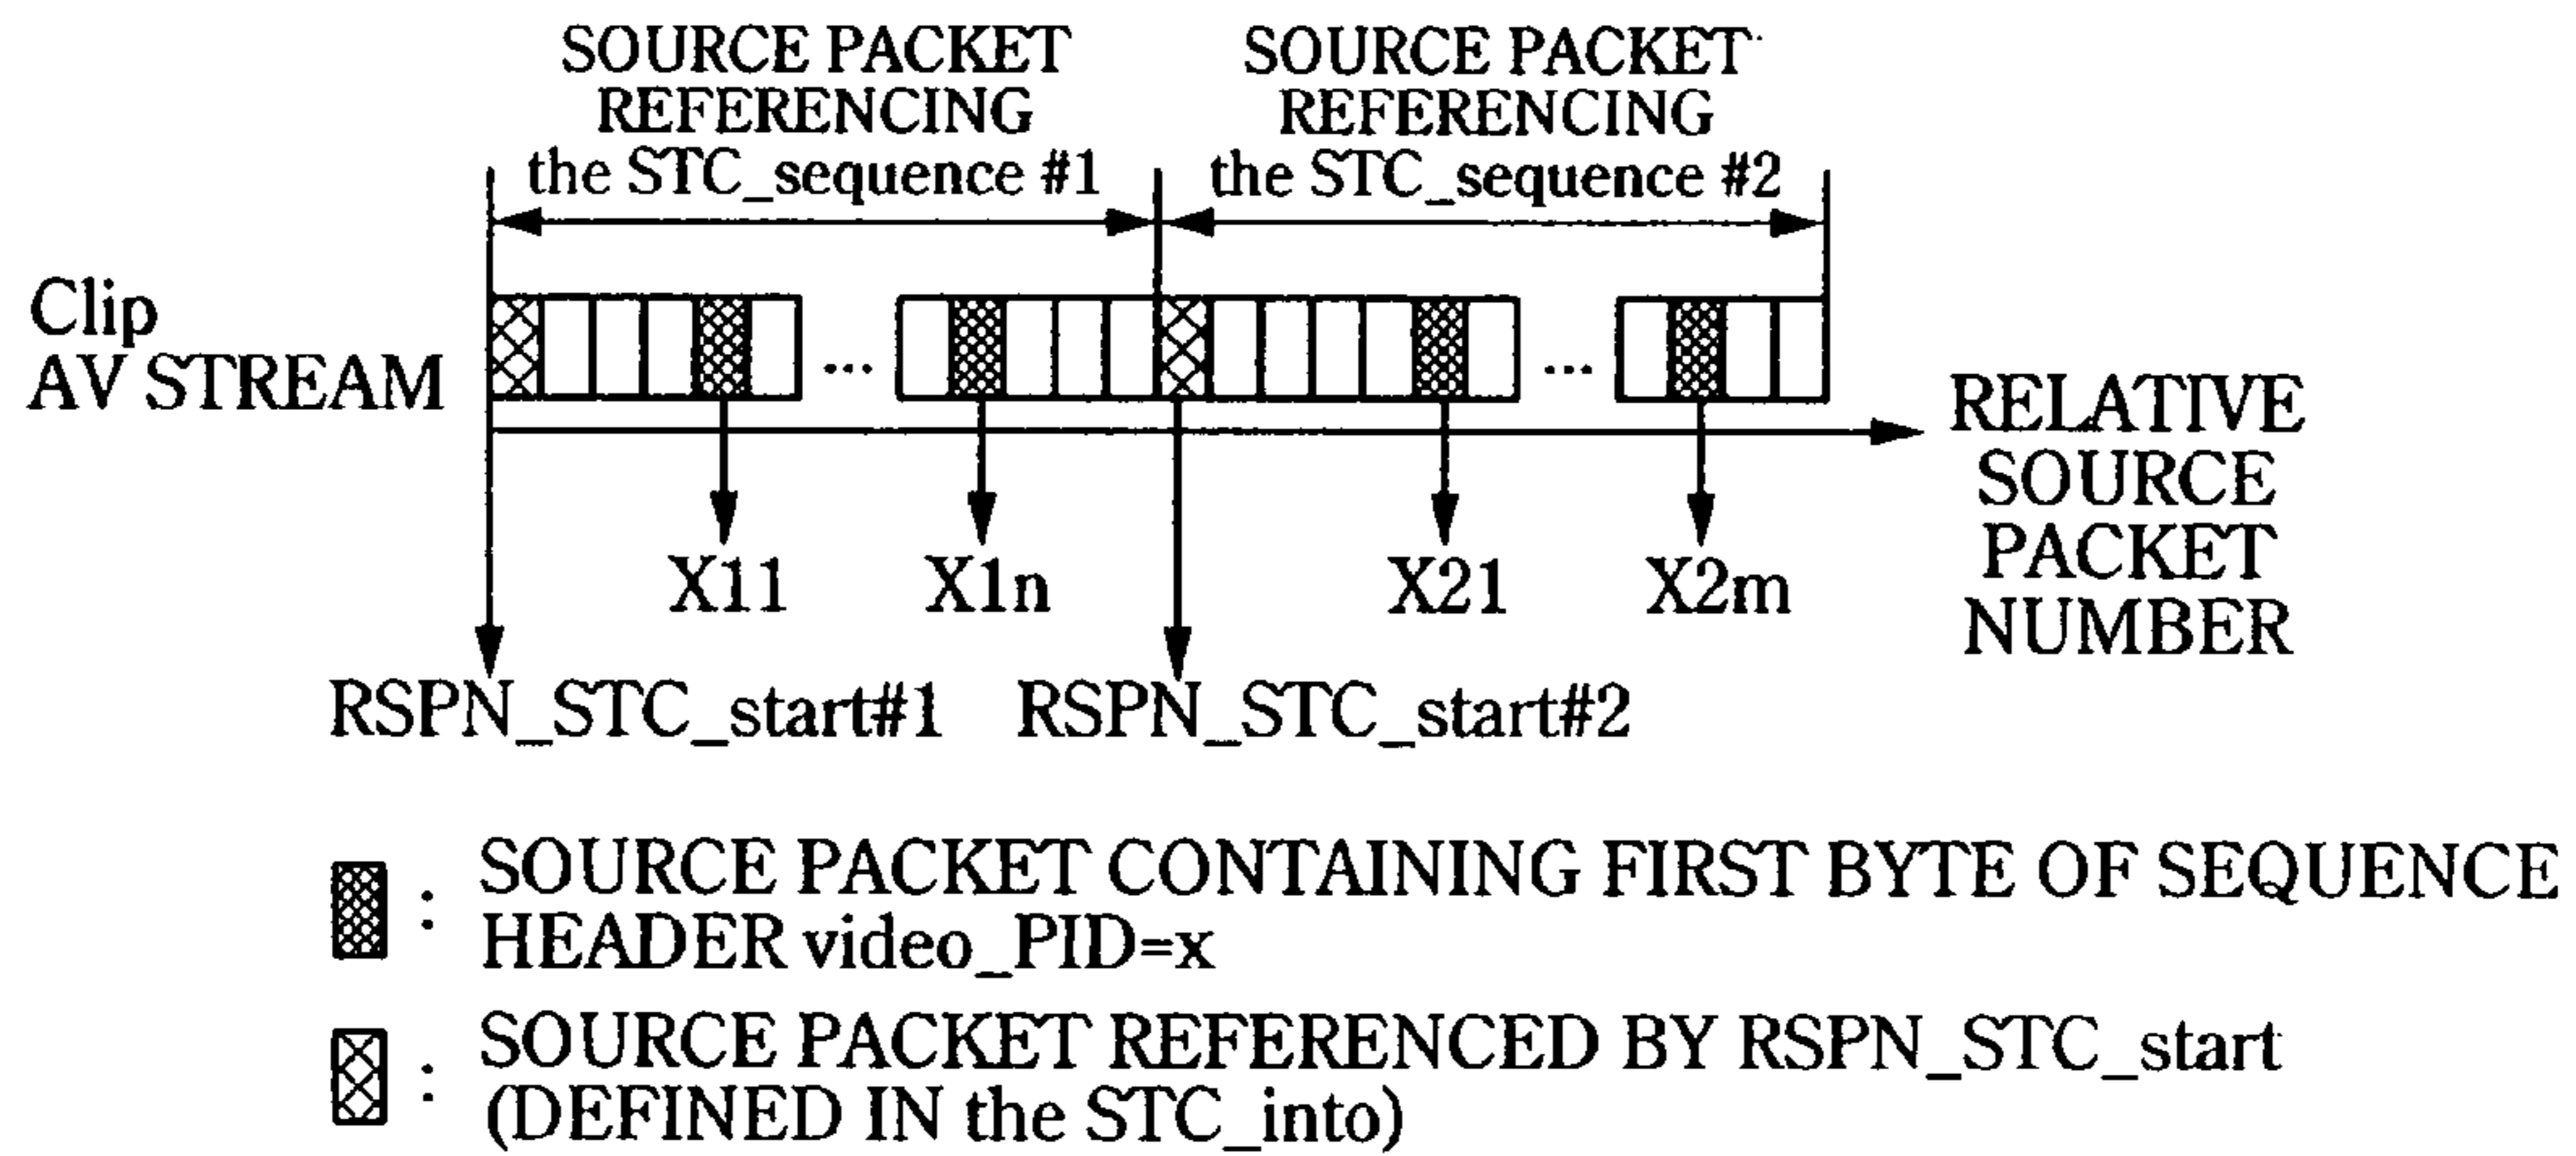 SOURCE PACKET
REFERENCING
the STC_sequence #1
SOURCE PACKET
REFERENCING
the STC_sequence #2
Clip
AV STREAM
...
...
RELATIVE
SOURCE
PACKET
NUMBER
X11
X1n
X21
X2m
RSPN_STC_start#1
RSPN_STC_start#2
: SOURCE PACKET CONTAINING FIRST BYTE OF SEQUENCE
HEADER video_PID=x
: SOURCE PACKET REFERENCED BY RSPN_STC_start
(DEFINED IN the STC_into)